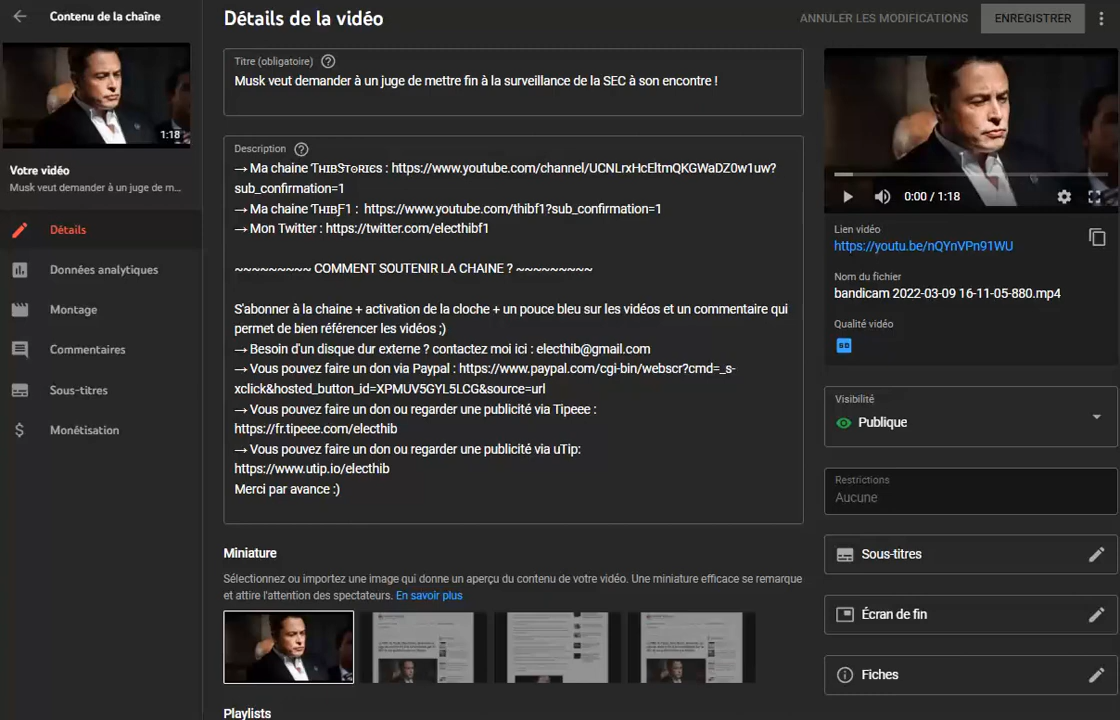 Contenu de la chaîne
1:18
Votre vidéo
Musk veut demander à un juge de m...
Détails
Données analytiques
Montage
Commentaires
Sous-titres
Monétisation
Détails de la vidéo
ANNULER LES MODIFICATIONS
ENREGISTRER
Titre (obligatoire)
Musk veut demander à un juge de mettre fin à la surveillance de la SEC à son encontre !
Description
→ Ma chaine ƬʜɪʙSᴛᴏʀɪᴇs : https://www.youtube.com/channel/UCNLrxHcEltmQKGWaDZ0w1uw?
sub_confirmation=1
→ Ma chaine ƬʜɪʙƑ1 : https://www.youtube.com/thibf1?sub_confirmation=1
→ Mon Twitter : https://twitter.com/electhibf1
~~~~~~~~~ COMMENT SOUTENIR LA CHAINE ? ~~~~~~~~~
S'abonner à la chaine + activation de la cloche + un pouce bleu sur les vidéos et un commentaire qui
permet de bien référencer les vidéos ;)
→ Besoin d'un disque dur externe ? contactez moi ici : electhib@gmail.com
→ Vous pouvez faire un don via Paypal : https://www.paypal.com/cgi-bin/webscr?cmd=_s-
xclick&hosted_button_id=XPMUV5GYL5LCG&source=url
→ Vous pouvez faire un don ou regarder une publicité via Tipeee :
https://fr.tipeee.com/electhib
→ Vous pouvez faire un don ou regarder une publicité via uTip:
https://www.utip.io/electhib
Merci par avance :)
Miniature
Sélectionnez ou importez une image qui donne un aperçu du contenu de votre vidéo. Une miniature efficace se remarque
et attire l'attention des spectateurs. En savoir plus
Playlists
0:00 / 1:18
Lien vidéo
https://youtu.be/nQYnVPn91WU
Nom du fichier
bandicam 2022-03-09 16-11-05-880.mp4
Qualité vidéo
SD
Visibilité
Publique
Restrictions
Aucune
Sous-titres
Écran de fin
Fiches